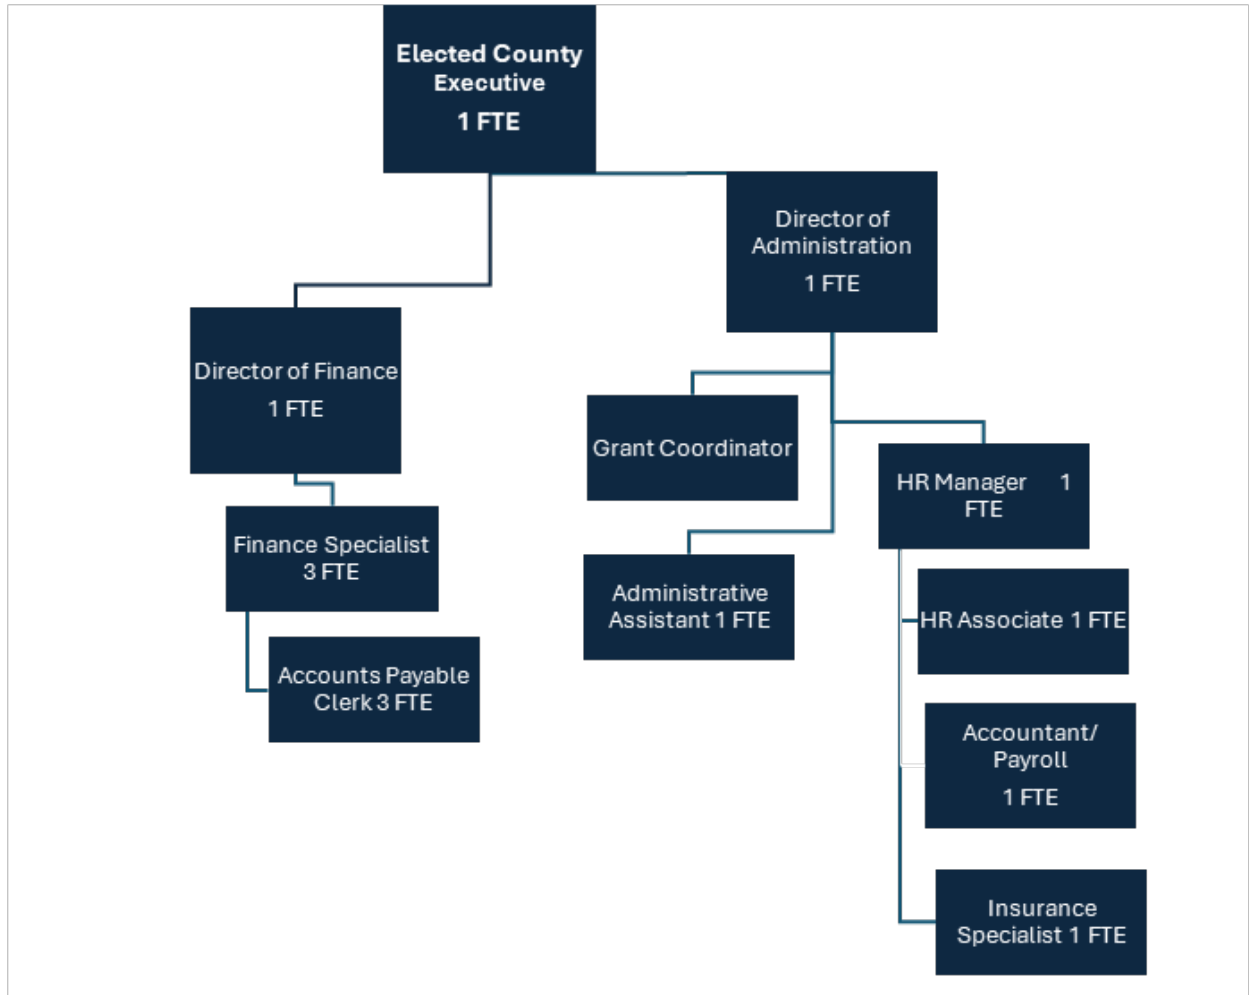 Elected County
Executive
1 FTE
Director of
Administration
1 FTE
Director of Finance
1 FTE
Grant Coordinator
HR Manager 1
FTE
Finance Specialist
3 FTE
Administrative
Assistant 1 FTE
HR Associate 1 FTE
Accounts Payable
Clerk 3 FTE
Accountant/
Payroll
1 FTE
Insurance
Specialist 1 FTE